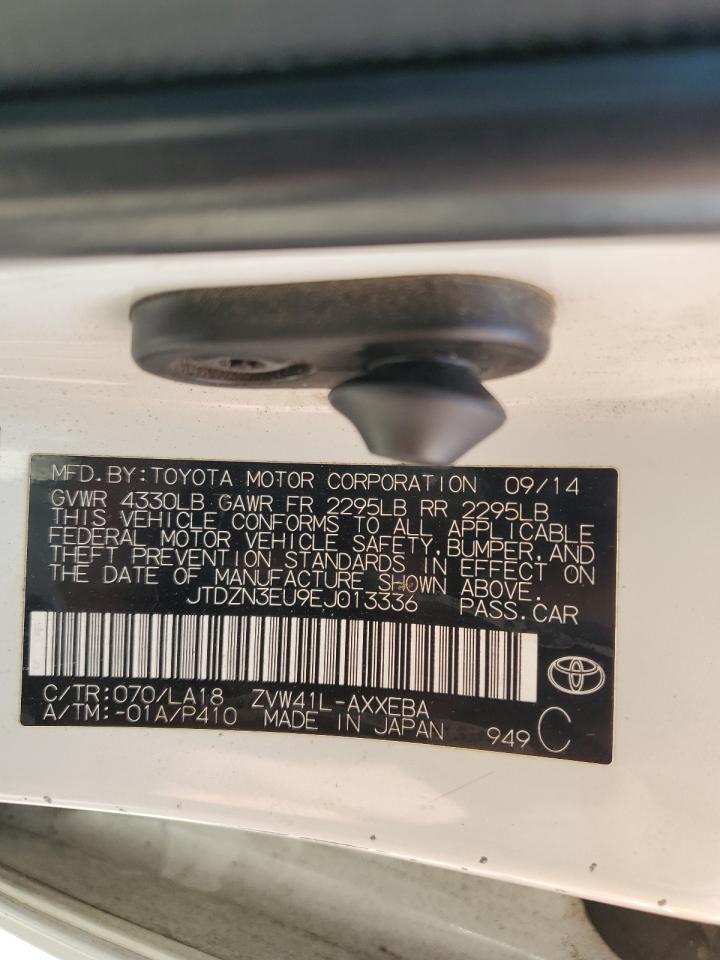 MFD. BY: TOYOTA MOTOR CORPORATION 09/14
GVWR 4330LB GAWR FR 2295LB RR 2295LB
THIS VEHICLE CONFORMS TO ALL APPLICABLE
FEDERAL MOTOR VEHICLE SAFETY, BUMPER, AND
THEFT PREVENTION STANDARDS IN EFFECT ON
THE DATE OF MANUFACTURE SHOWN ABOVE.
JTDZN3EU9EJ013336 PASS. CAR
C/TR: 070/LA18 ZVW41L-AXXEBA
A/TM: -01A/P410 MADE IN JAPAN 949 C